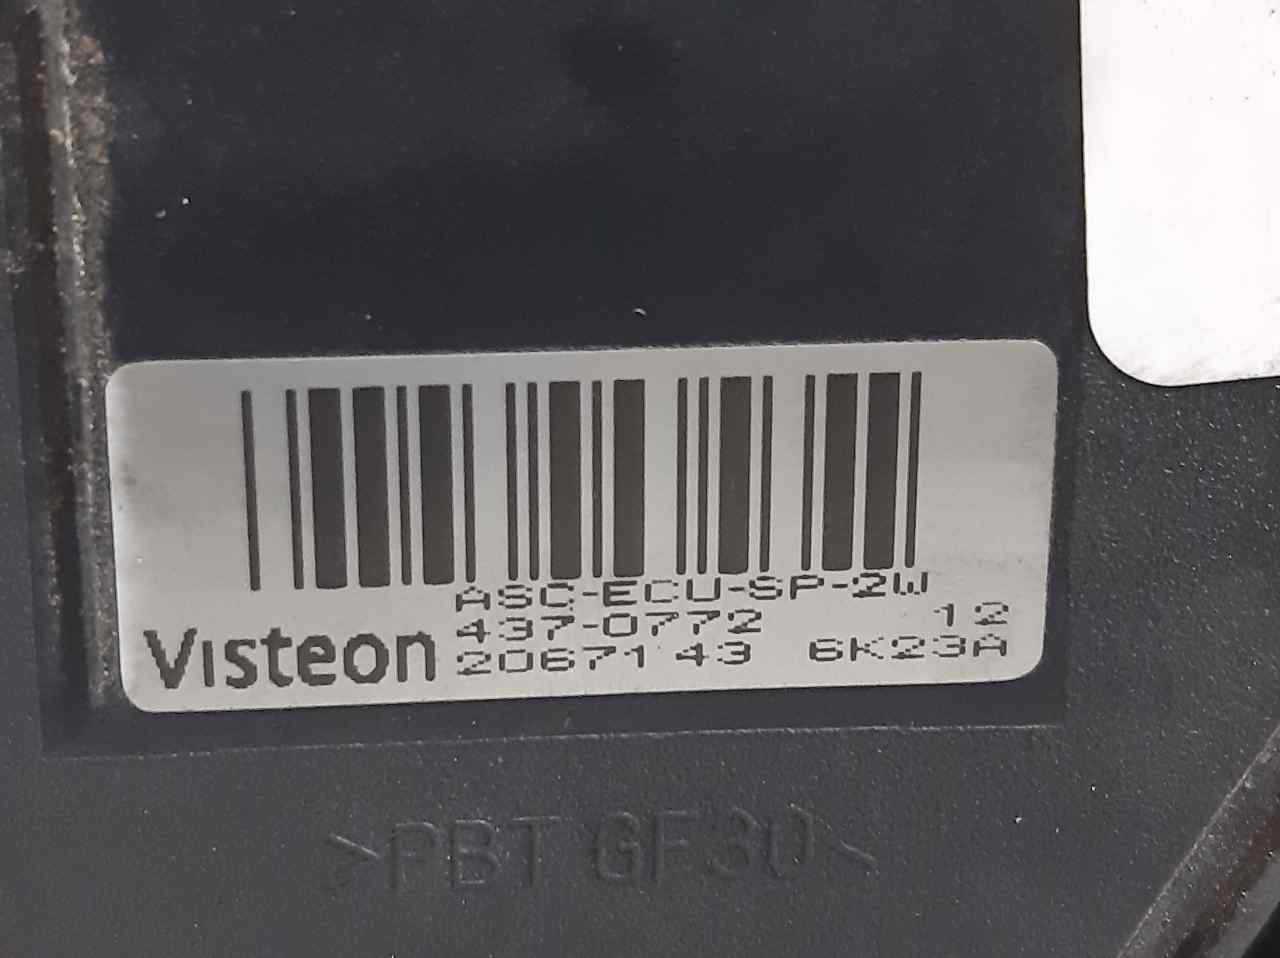 ASC-ECU-SP-2W
437-0772 12
Visteon 2067143 6K23A
>PBT GF30<